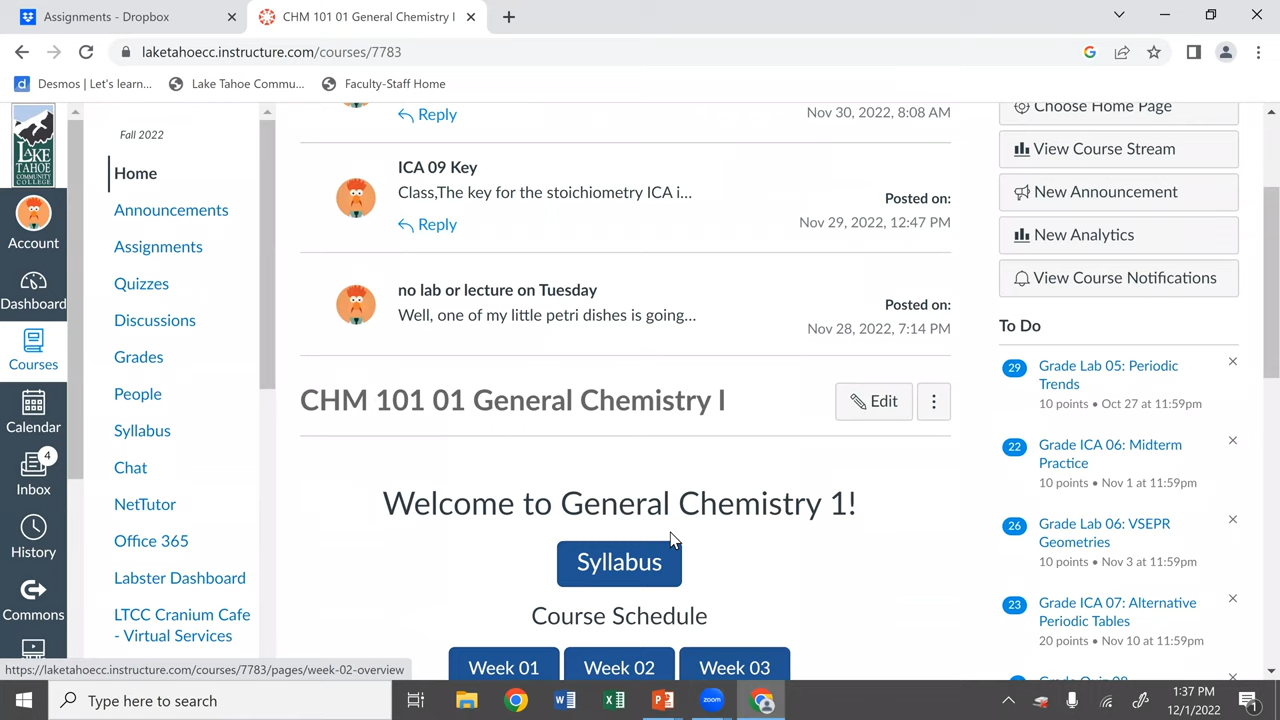 Assignments - Dropbox
CHM 101 01 General Chemistry I
laketahoecc.instructure.com/courses/7783
Desmos | Let's learn...
Lake Tahoe Commu...
Faculty-Staff Home
LAKE
TAHOE
COMMUNITY
COLLEGE
Account
Dashboard
Courses
Calendar
4
Inbox
History
Commons
Fall 2022
Home
Announcements
Assignments
Quizzes
Discussions
Grades
People
Syllabus
Chat
NetTutor
Office 365
Labster Dashboard
LTCC Cranium Cafe
- Virtual Services
Reply
Nov 30, 2022, 8:08 AM
ICA 09 Key
Class,The key for the stoichiometry ICA i...
Reply
Posted on:
Nov 29, 2022, 12:47 PM
no lab or lecture on Tuesday
Well, one of my little petri dishes is going...
Posted on:
Nov 28, 2022, 7:14 PM
CHM 101 01 General Chemistry I
Edit
Welcome to General Chemistry 1!
Syllabus
Course Schedule
Week 01
Week 02
Week 03
Choose Home Page
View Course Stream
New Announcement
New Analytics
View Course Notifications
To Do
29
Grade Lab 05: Periodic
Trends
10 points • Oct 27 at 11:59pm
22
Grade ICA 06: Midterm
Practice
10 points • Nov 1 at 11:59pm
26
Grade Lab 06: VSEPR
Geometries
10 points • Nov 3 at 11:59pm
23
Grade ICA 07: Alternative
Periodic Tables
20 points • Nov 10 at 11:59pm
https://laketahoecc.instructure.com/courses/7783/pages/week-02-overview
Type here to search
zoom
1:37 PM
12/1/2022
1